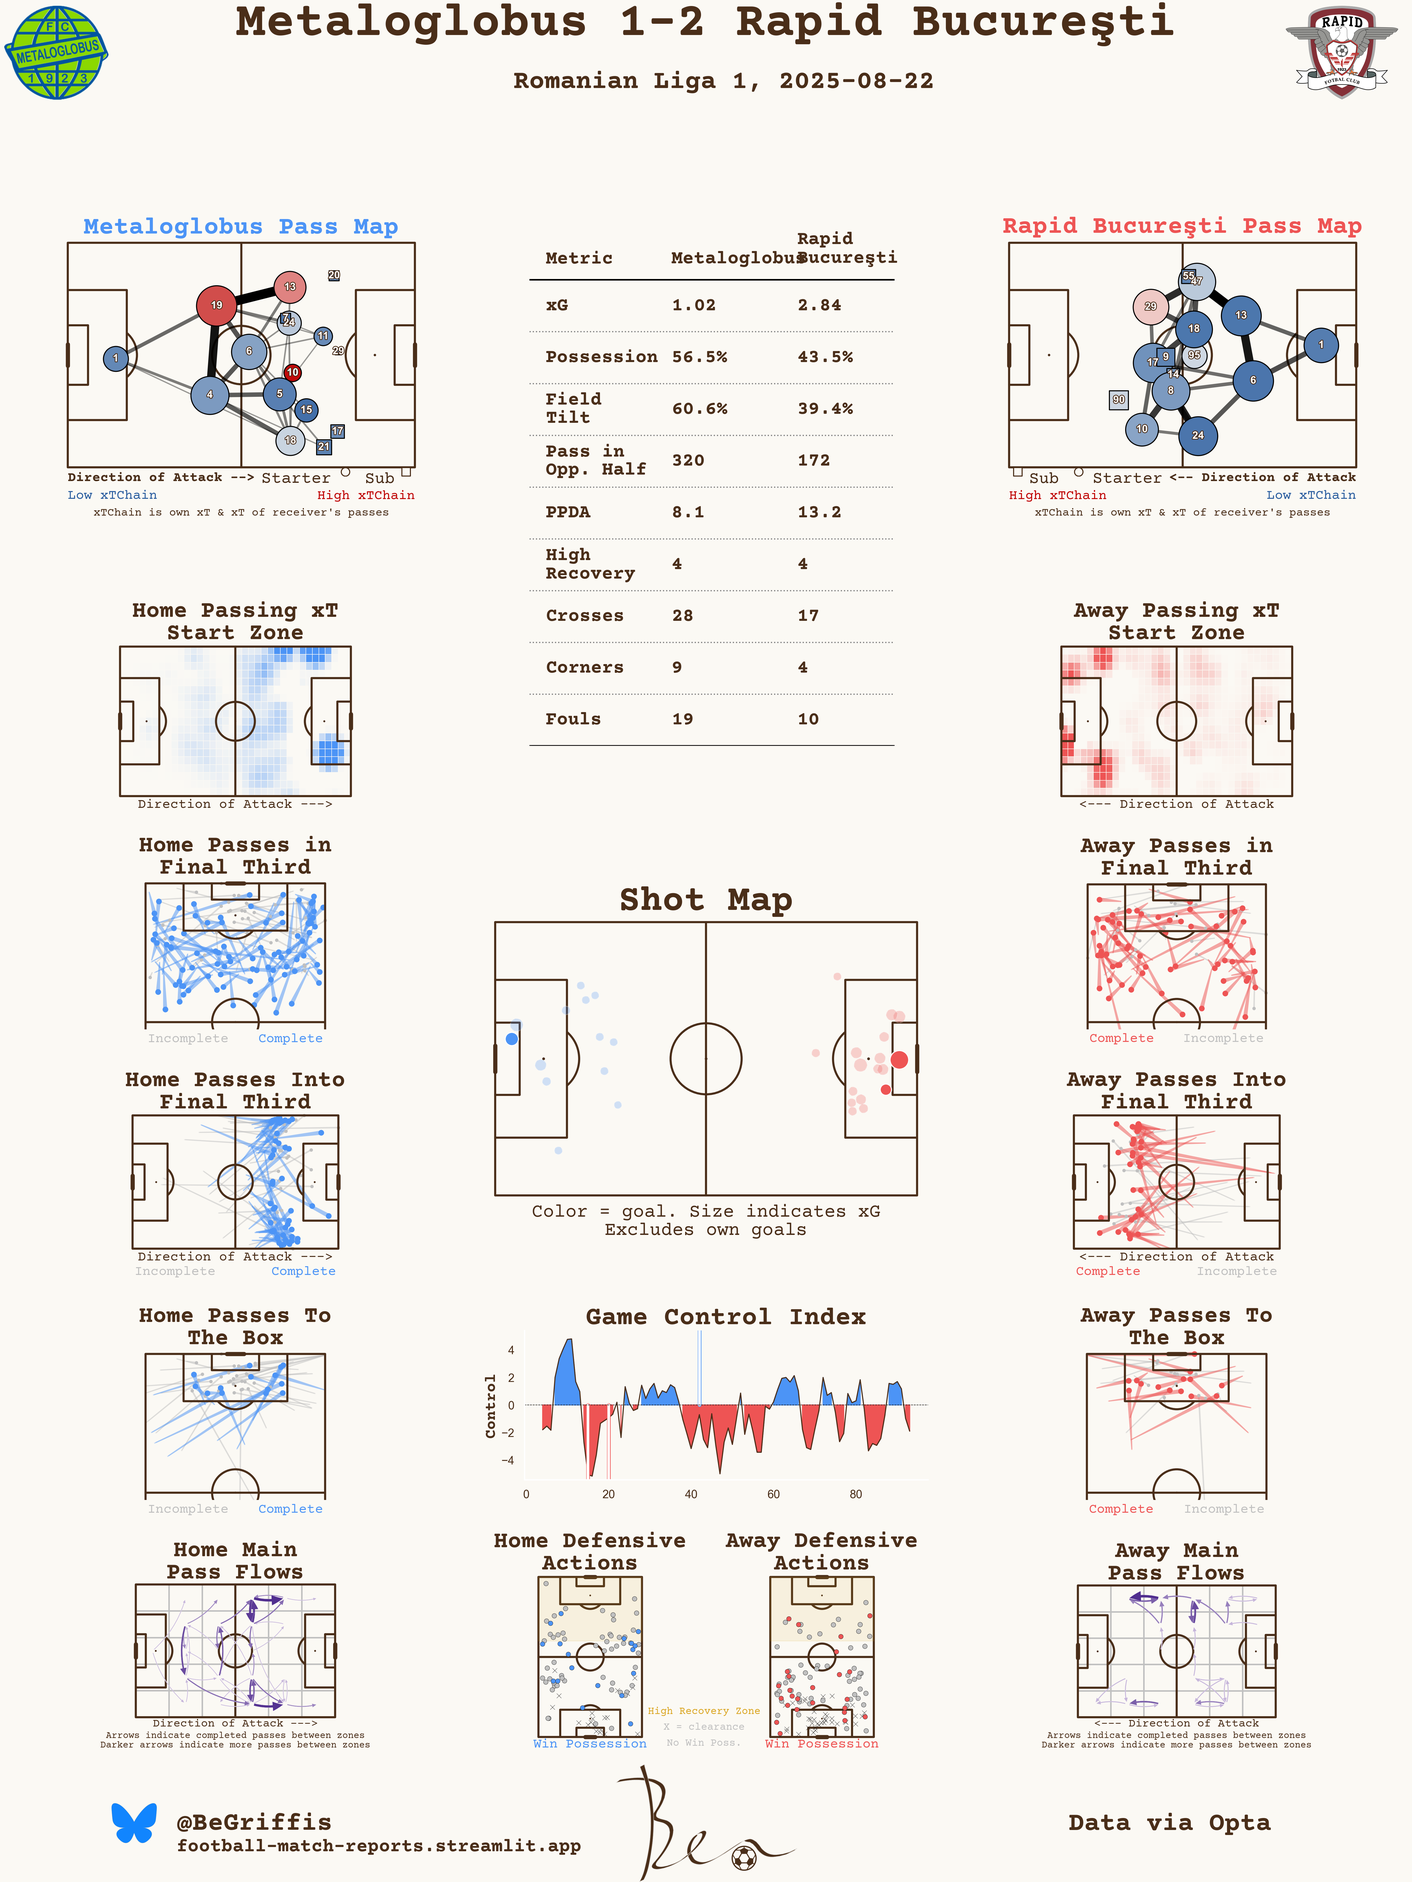 Metaloglobus 1-2 Rapid Bucureşti
Romanian Liga 1, 2025-08-22
F C
METALOGLOBUS
1 9 2 3
RAPID
1923
FOTBAL CLUB
Metaloglobus Pass Map
19
13
20
7
24
11
29
6
1
10
4
5
15
17
18
21
Direction of Attack --> Starter Sub
Low xTChain High xTChain
xTChain is own xT & xT of receiver's passes
Metric Metaloglobus Rapid Bucureşti
xG 1.02 2.84
Possession 56.5% 43.5%
Field Tilt 60.6% 39.4%
Pass in Opp. Half 320 172
PPDA 8.1 13.2
High Recovery 4 4
Crosses 28 17
Corners 9 4
Fouls 19 10
Rapid Bucureşti Pass Map
55
47
29
13
18
1
17
9
95
14
6
8
90
10
24
Sub Starter <-- Direction of Attack
High xTChain Low xTChain
xTChain is own xT & xT of receiver's passes
Home Passing xT
Start Zone
Direction of Attack --->
Away Passing xT
Start Zone
<--- Direction of Attack
Home Passes in
Final Third
Incomplete Complete
Away Passes in
Final Third
Complete Incomplete
Shot Map
Color = goal. Size indicates xG
Excludes own goals
Home Passes Into
Final Third
Direction of Attack --->
Incomplete Complete
Away Passes Into
Final Third
<--- Direction of Attack
Complete Incomplete
Home Passes To
The Box
Incomplete Complete
Game Control Index
Control
4
2
0
−2
−4
0 20 40 60 80
Away Passes To
The Box
Complete Incomplete
Home Main
Pass Flows
Direction of Attack --->
Arrows indicate completed passes between zones
Darker arrows indicate more passes between zones
Home Defensive
Actions
Win Possession
Away Defensive
Actions
Win Possession
High Recovery Zone
X = clearance
No Win Poss.
Away Main
Pass Flows
<--- Direction of Attack
Arrows indicate completed passes between zones
Darker arrows indicate more passes between zones
@BeGriffis
football-match-reports.streamlit.app
Ben
Data via Opta